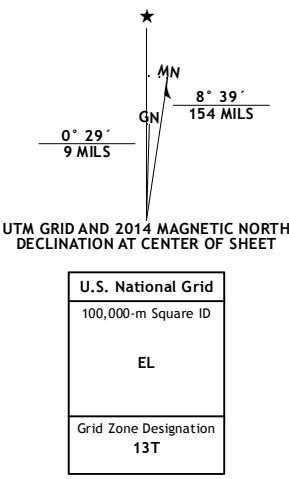 ★
MN
8° 39´
154 MILS
GN
0° 29´
9 MILS
UTM GRID AND 2014 MAGNETIC NORTH
DECLINATION AT CENTER OF SHEET
U.S. National Grid
100,000-m Square ID
EL
Grid Zone Designation
13T